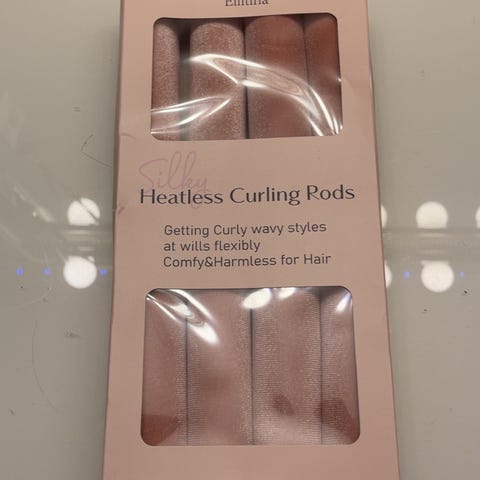 Silky
Heatless Curling Rods
Getting Curly wavy styles
at wills flexibly
Comfy&Harmless for Hair